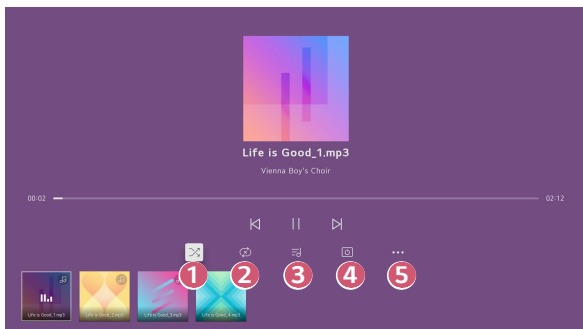 Life is Good_1.mp3
Vienna Boy's Choir
00:02
02:12
1 2 3 4 5
Life is Good_1.mp3
Life is Good_2.mp3
Life is Good_3.mp3
Life is Good_4.mp3